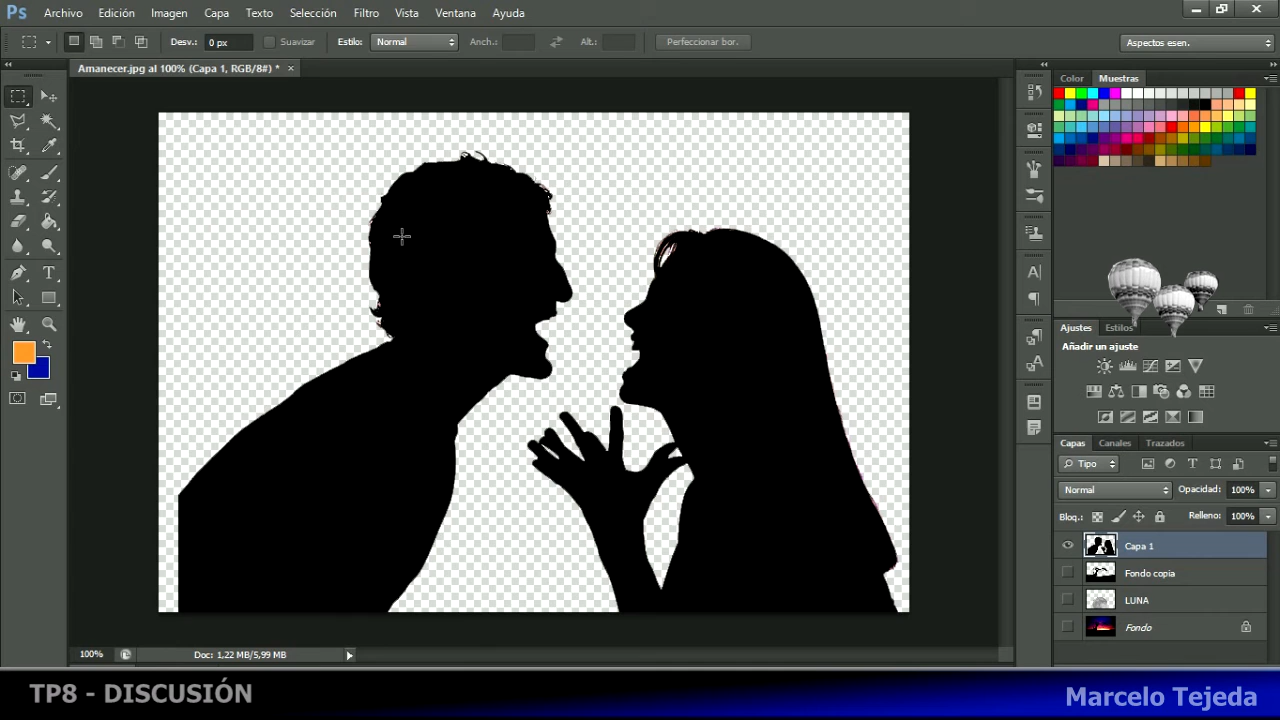 Ps Archivo Edición Imagen Capa Texto Selección Filtro Vista Ventana Ayuda
Desv.: 0 px Suavizar Estilo: Normal Anch.: Alt.: Perfeccionar bor. Aspectos esen.
Amanecer.jpg al 100% (Capa 1, RGB/8#) * ×
Color Muestras
Ajustes Estilos
Añadir un ajuste
Capas Canales Trazados
Tipo
Normal Opacidad: 100%
Bloq.: Relleno: 100%
Capa 1
Fondo copia
LUNA
Fondo
100% Doc: 1,22 MB/5,99 MB
TP8 - DISCUSIÓN
Marcelo Tejeda